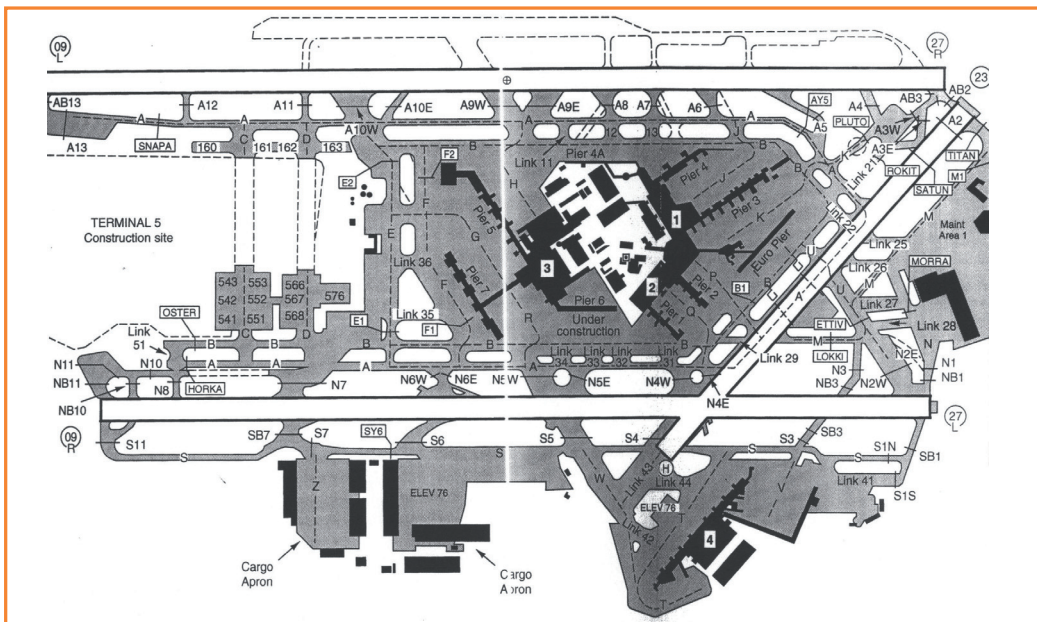 09
L
27
R
23
AB13
A12
A11
A10E
A9W
A
A9E
A8
A7
A6
AY5
A4
AB3
AB2
A
A
A
A10W
A
12
13
J
A5
PLUTO
A3W
A2
A13
SNAPA
160
C
161
162
D
163
B
Link 11
Pier 4A
B
B
K
A3E
Link 21
TITAN
E2
F2
H
Pier 4
J
ROKIT
SATUN
M1
TERMINAL 5
Construction site
F
Pier 5
1
Pier 3
K
B
M
Maint
Area 1
E
G
Link 22
Link 36
Euro Pier
U
Link 25
3
Link 26
MORRA
543
553
566
576
Pier 7
F
2
Pier 2
P
B1
G
A
U
M
Link 27
542
552
567
541
551
568
Pier 6
Under
construction
Pier 1
Q
B
Link 28
OSTER
C
D
E1
Link 35
F1
R
ETTIV
M
Link
51
B
B
B
B
Link
34
Link
33
Link
32
Link
31
B
Link 29
LOKKI
N2E
N
N11
N10
A
A
A
A
N3
N1
NB11
N8
HORKA
N7
N6W
N6E
N5W
N5E
N4W
N4E
NB3
N2W
NB1
NB10
09
R
27
L
S11
SB7
S7
SY6
S6
S5
S4
S3
SB3
S1N
SB1
S
S
S
Link 43
H
Link 44
Link 41
S1S
Z
ELEV 76
W
ELEV 78
V
Link 42
4
Cargo
Apron
Cargo
Apron
T